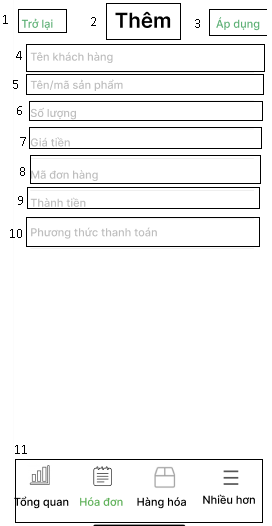 1 Trở lại 2 Thêm 3 Áp dụng
4 Tên khách hàng
5 Tên/mã sản phẩm
6 Số lượng
7 Giá tiền
8 Mã đơn hàng
9 Thành tiền
10 Phương thức thanh toán
11
Tổng quan Hóa đơn Hàng hóa Nhiều hơn